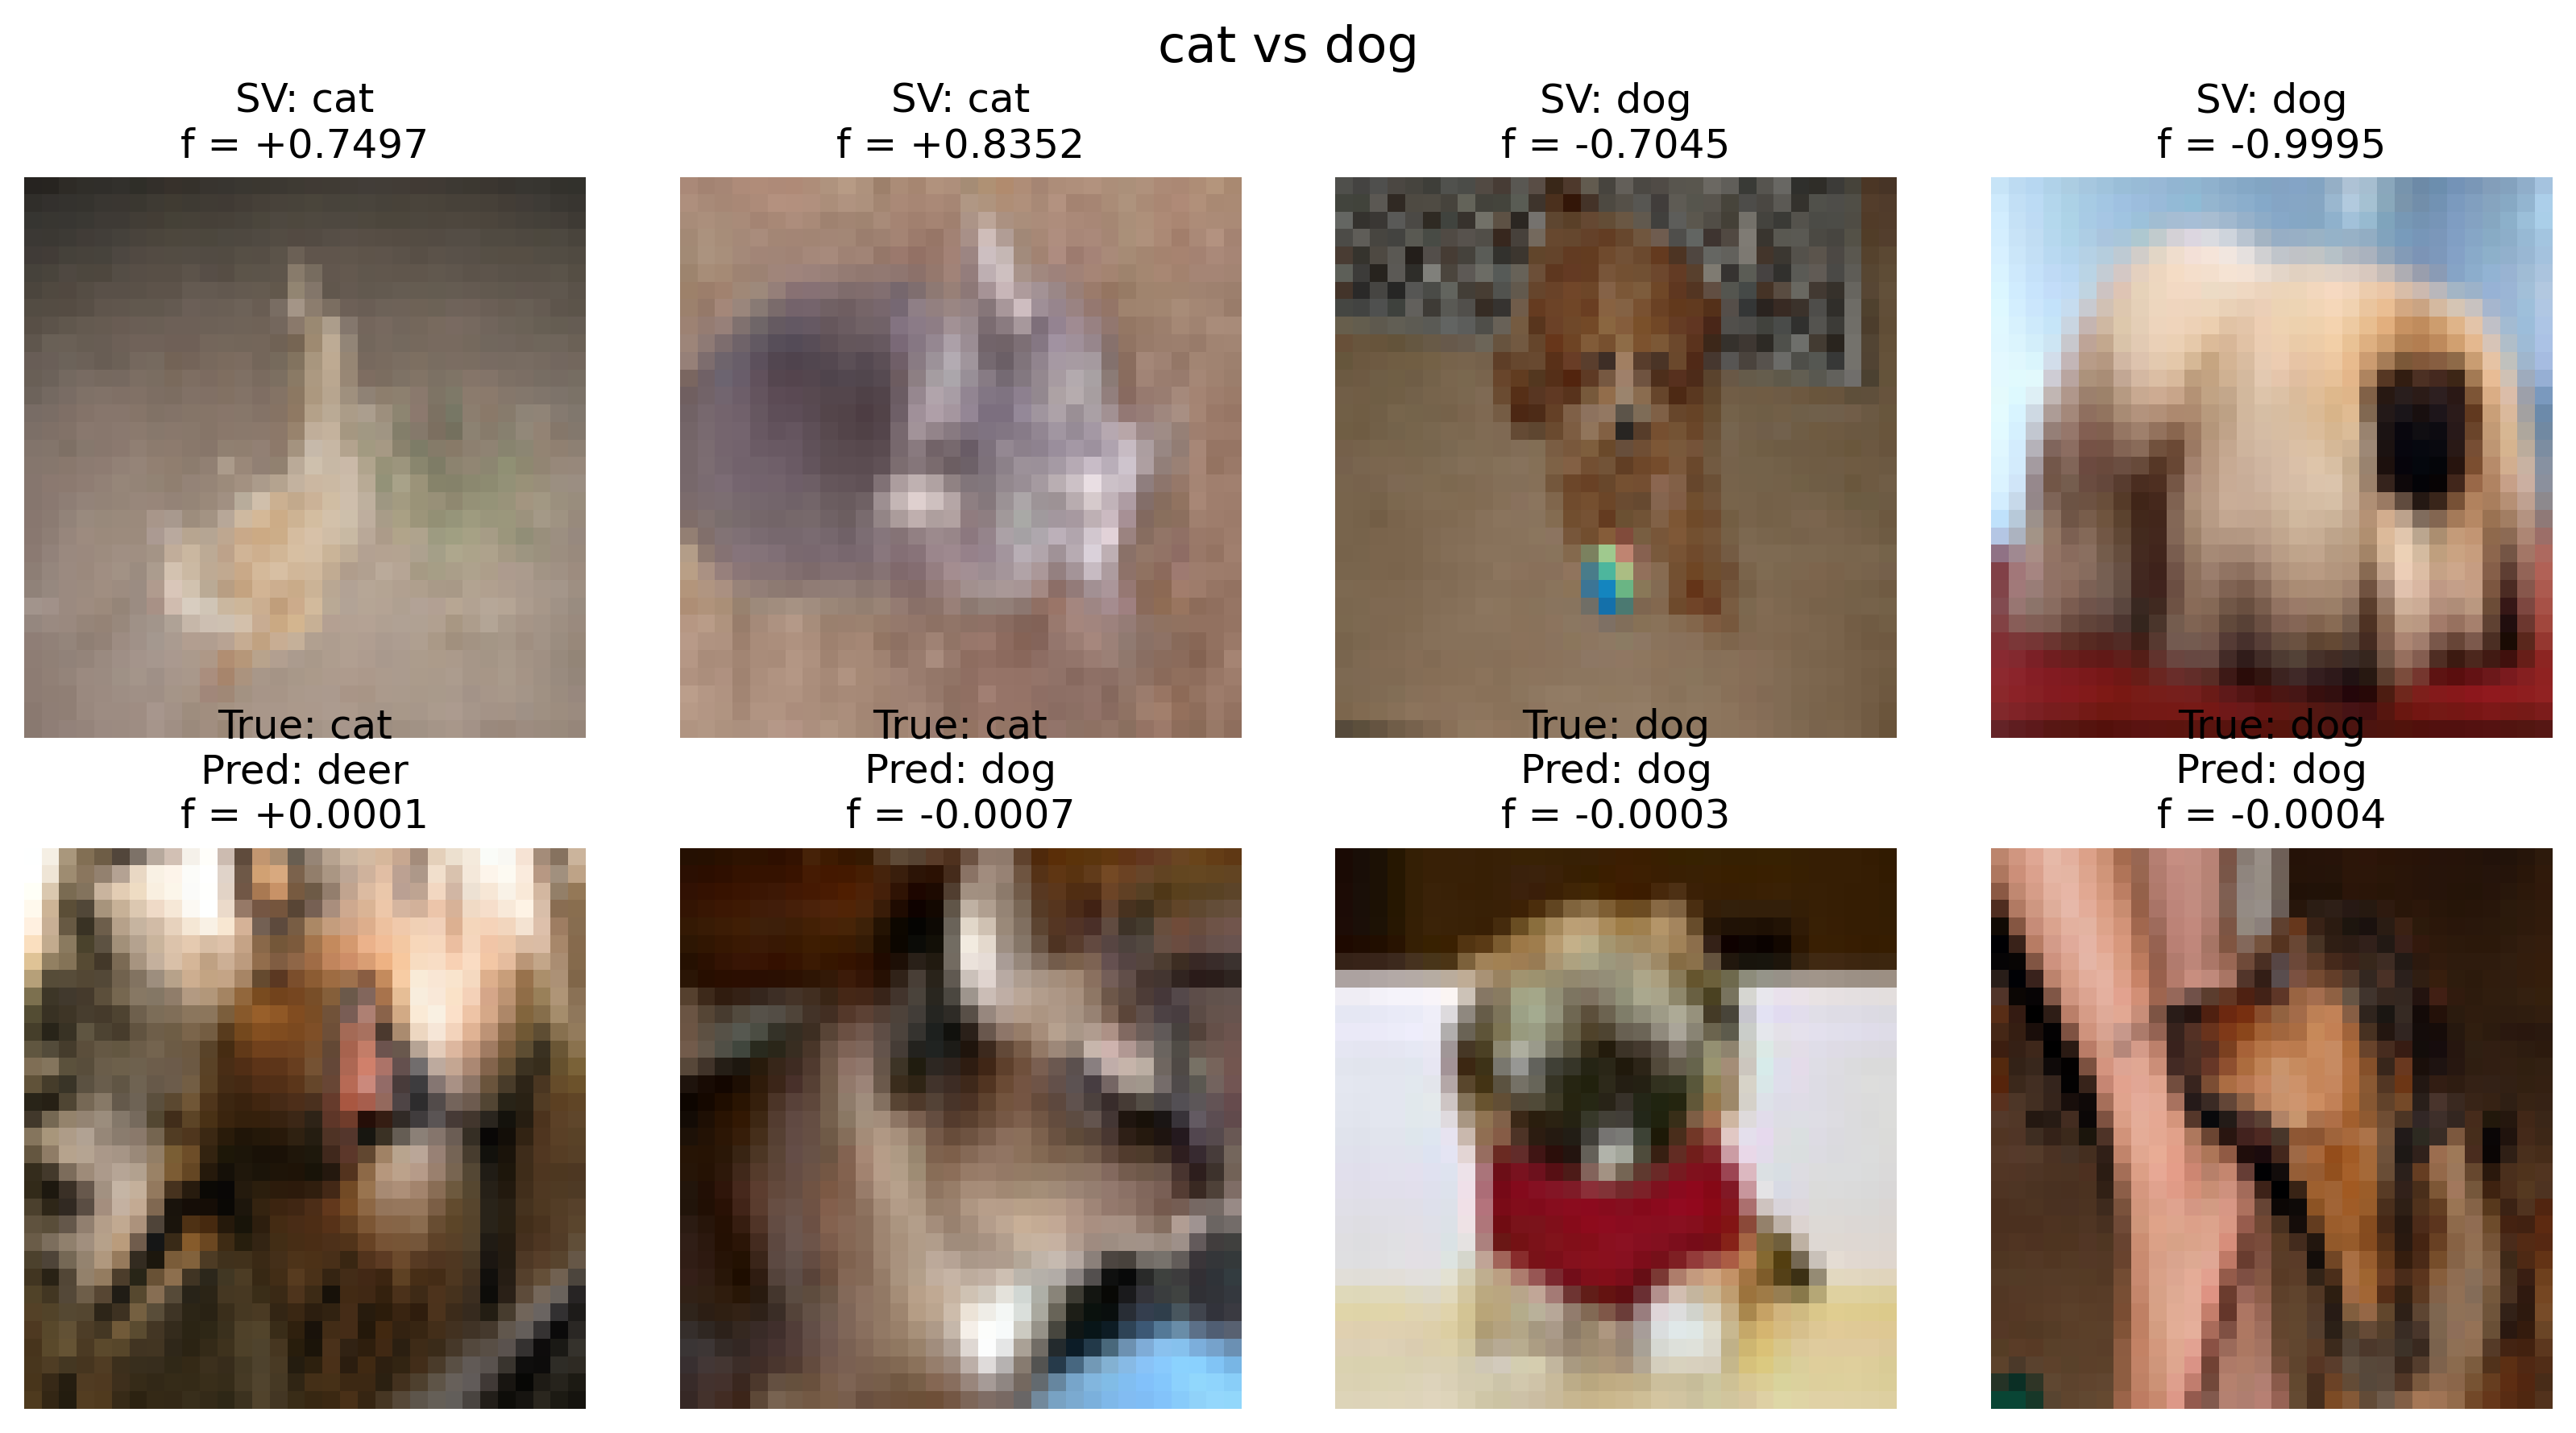 cat vs dog
SV: cat
f = +0.7497
SV: cat
f = +0.8352
SV: dog
f = -0.7045
SV: dog
f = -0.9995
True: cat
Pred: deer
f = +0.0001
True: cat
Pred: dog
f = -0.0007
True: dog
Pred: dog
f = -0.0003
True: dog
Pred: dog
f = -0.0004